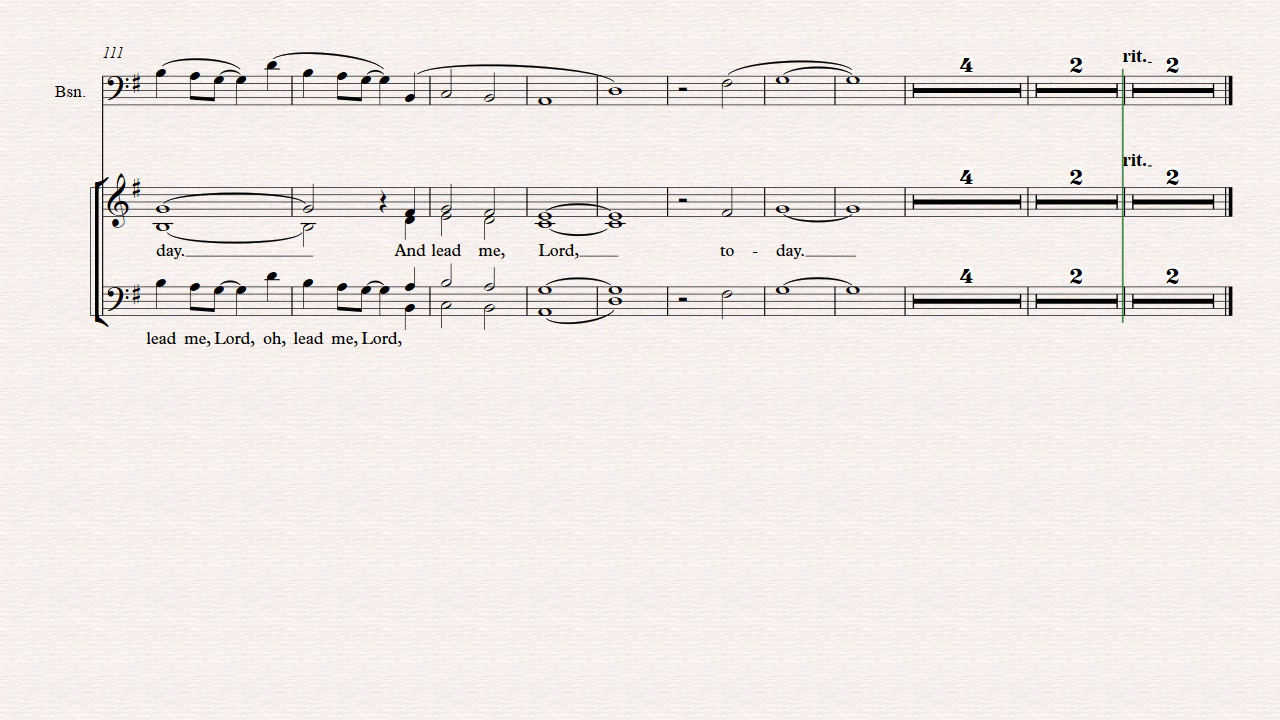 111
Bsn.
4 2 rit. 2
4 2 rit. 2
day. And lead me, Lord, to - day.
4 2 2
lead me, Lord, oh, lead me, Lord,